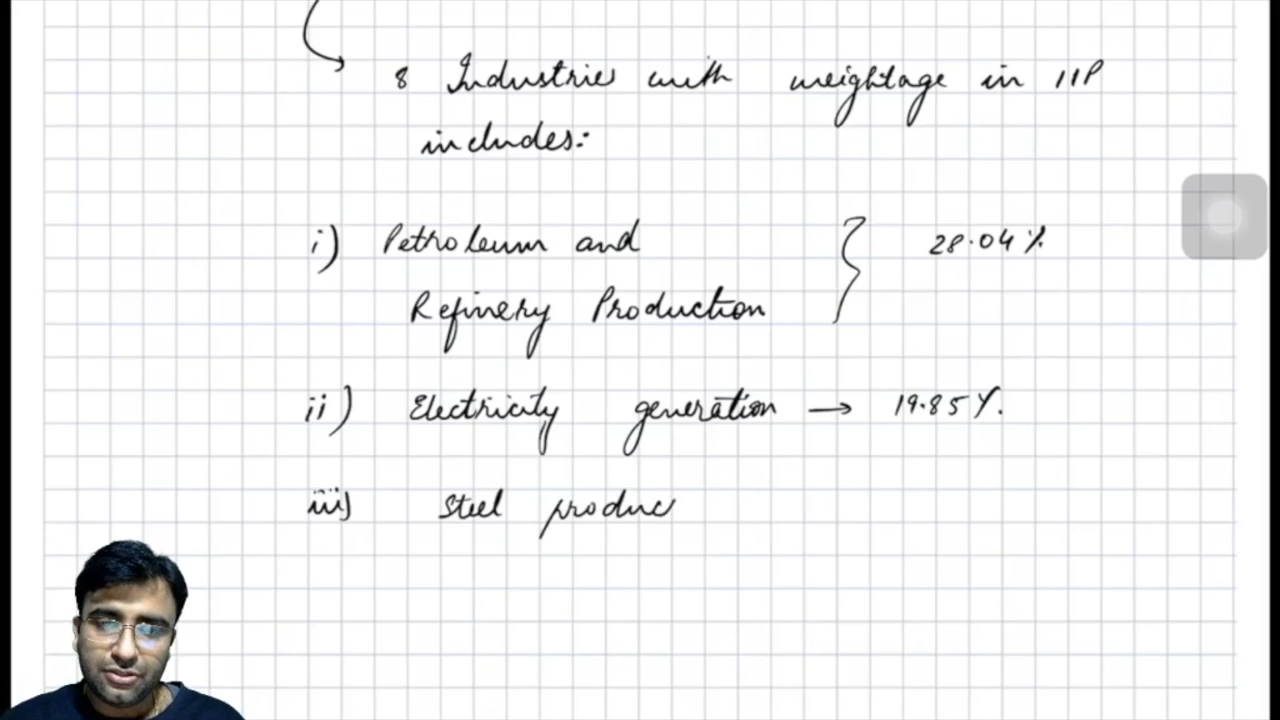 8 Industries with weightage in IIP
includes:
i) Petroleum and
Refinery Production } 28.04%
ii) Electricity generation → 19.85%.
iii) Steel produc